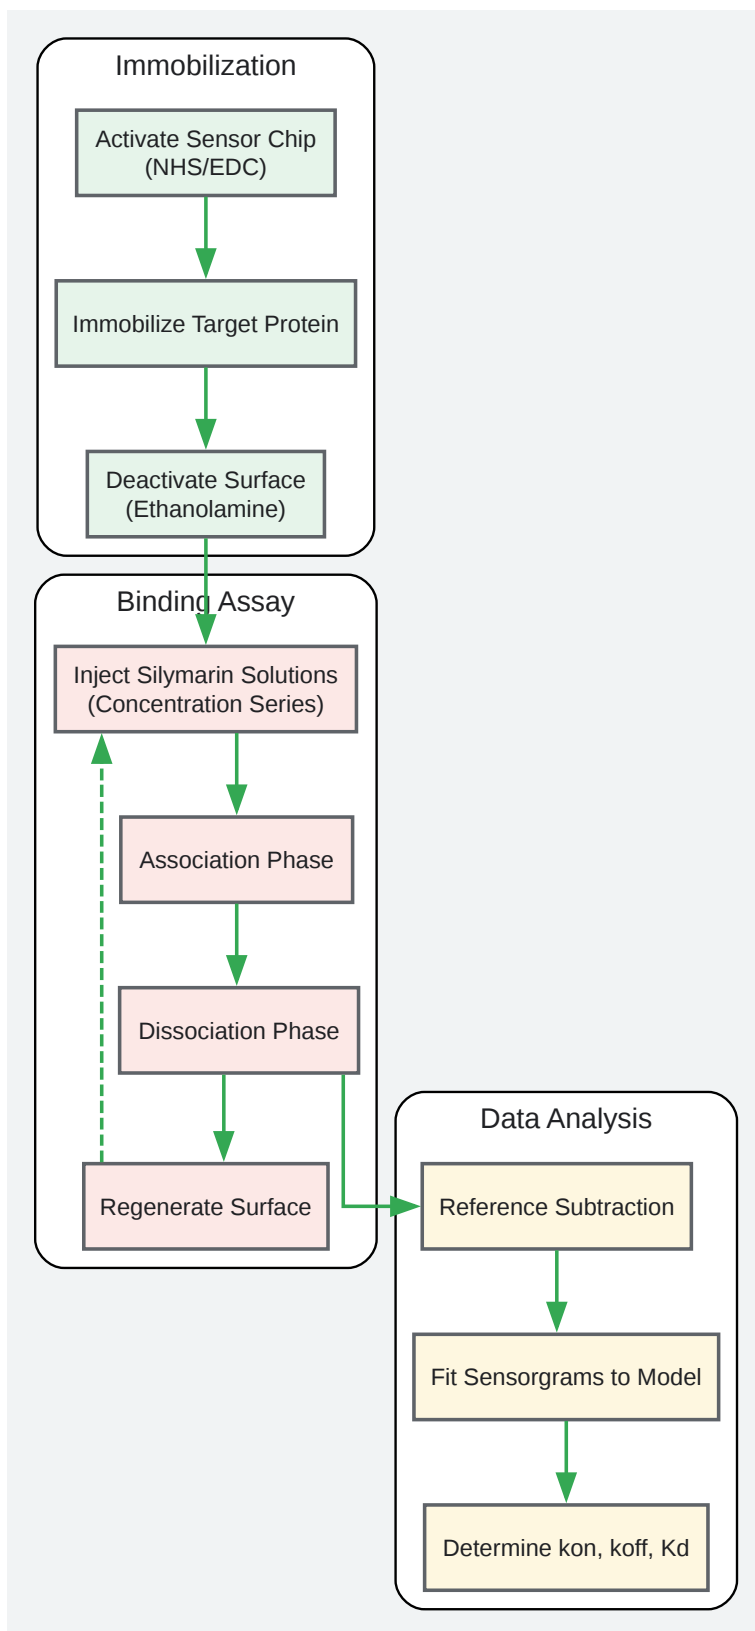 Immobilization
Activate Sensor Chip
(NHS/EDC)
Immobilize Target Protein
Deactivate Surface
(Ethanolamine)
Binding Assay
Inject Silymarin Solutions
(Concentration Series)
Association Phase
Dissociation Phase
Regenerate Surface
Data Analysis
Reference Subtraction
Fit Sensorgrams to Model
Determine kon, koff, Kd